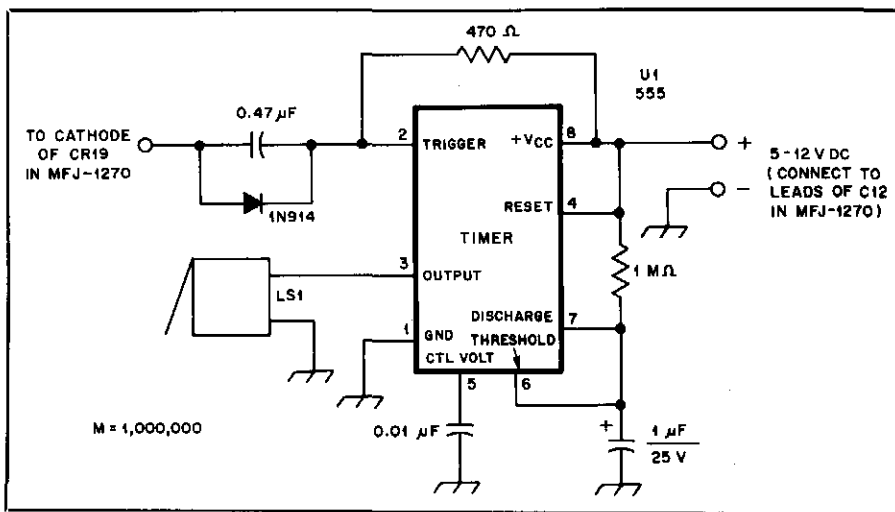 470 Ω
U1
555
0.47 µF
TO CATHODE
OF CR19
IN MFJ-1270
2
TRIGGER
+VCC
8
+
5-12 V DC
(CONNECT TO
LEADS OF C12
IN MFJ-1270)
-
1N914
RESET
4
TIMER
3
OUTPUT
1 MΩ
LS1
DISCHARGE
7
1
GND
THRESHOLD
CTL VOLT
5
6
M = 1,000,000
0.01 µF
+
1 µF
25 V